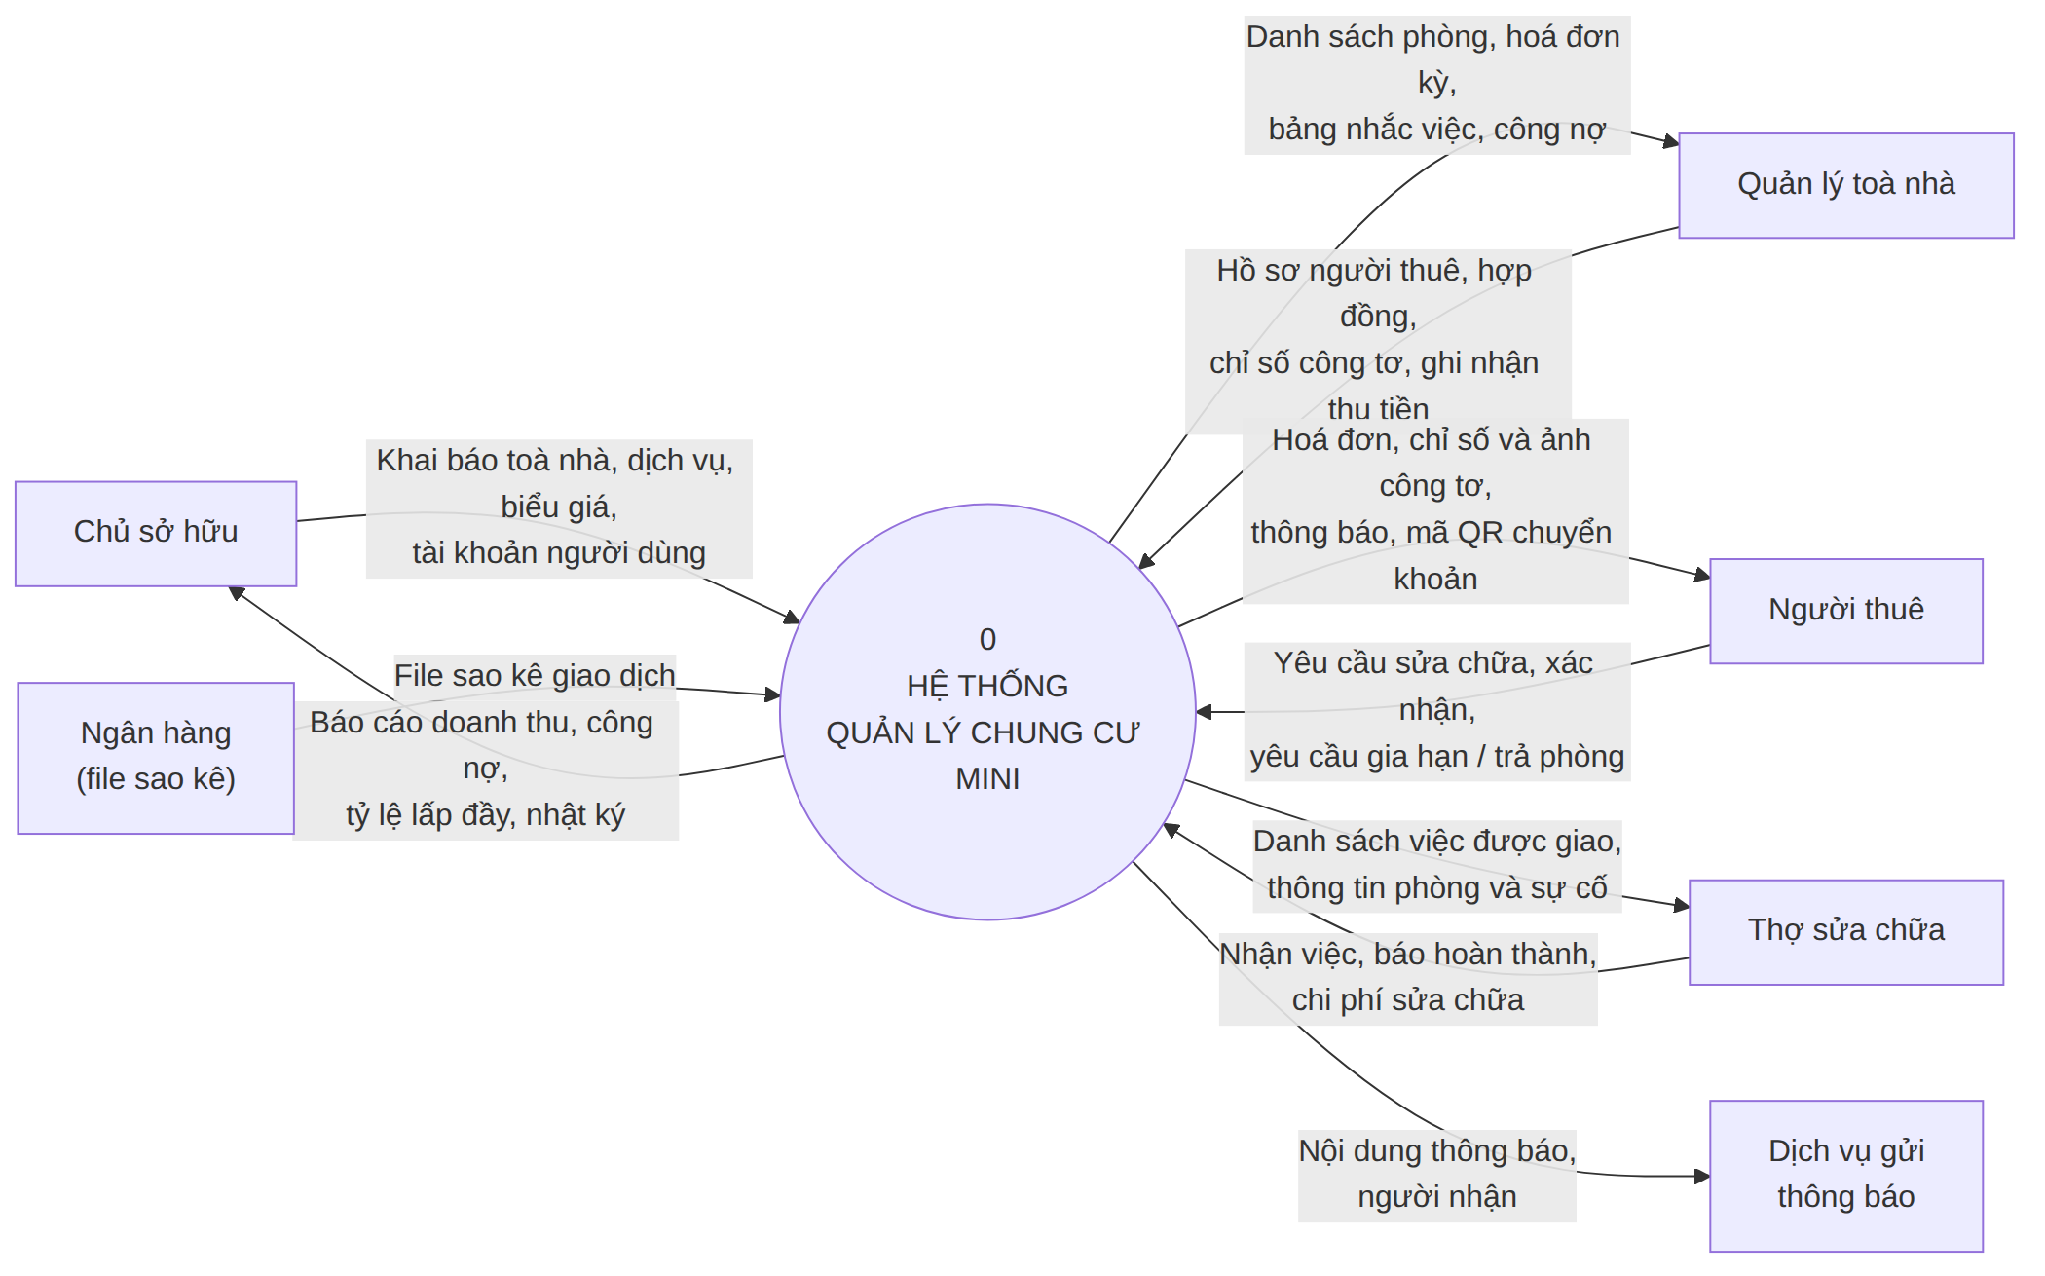 Danh sách phòng, hoá đơn
kỳ,
bảng nhắc việc, công nợ
Quản lý toà nhà
Hồ sơ người thuê, hợp
đồng,
chỉ số công tơ, ghi nhận
thu tiền
Hoá đơn, chỉ số và ảnh
công tơ,
thông báo, mã QR chuyển
khoản
Khai báo toà nhà, dịch vụ,
biểu giá,
tài khoản người dùng
Chủ sở hữu
Người thuê
0
HỆ THỐNG
QUẢN LÝ CHUNG CƯ
MINI
File sao kê giao dịch
Báo cáo doanh thu, công
nợ,
tỷ lệ lấp đầy, nhật ký
Ngân hàng
(file sao kê)
Yêu cầu sửa chữa, xác
nhận,
yêu cầu gia hạn / trả phòng
Danh sách việc được giao,
thông tin phòng và sự cố
Thợ sửa chữa
Nhận việc, báo hoàn thành,
chi phí sửa chữa
Nội dung thông báo,
người nhận
Dịch vụ gửi
thông báo